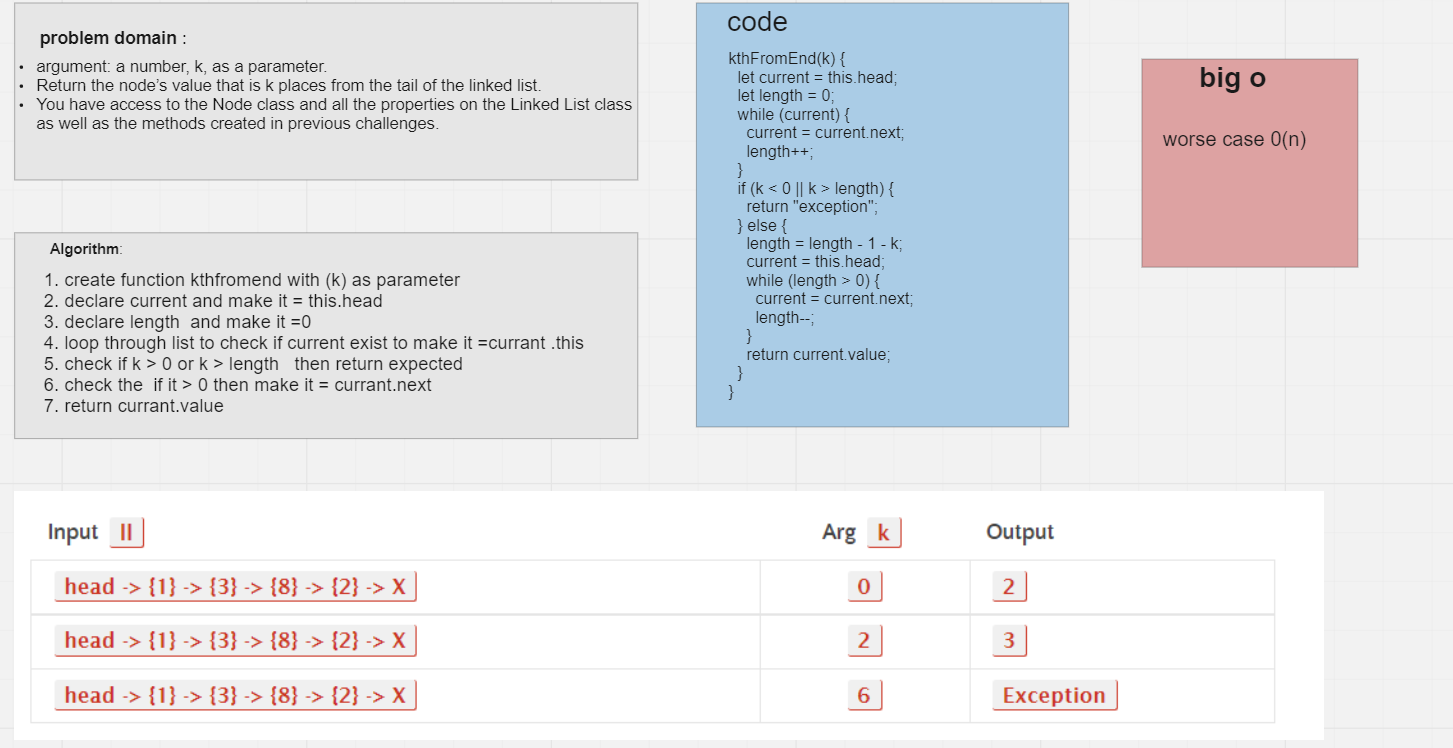 problem domain :
• argument: a number, k, as a parameter.
• Return the node’s value that is k places from the tail of the linked list.
• You have access to the Node class and all the properties on the Linked List class
as well as the methods created in previous challenges.
Algorithm:
1. create function kthfromend with (k) as parameter
2. declare current and make it = this.head
3. declare length  and make it =0
4. loop through list to check if current exist to make it =currant .this
5. check if k > 0 or k > length   then return expected
6. check the  if it > 0 then make it = currant.next
7. return currant.value
code
kthFromEnd(k) {
let current = this.head;
let length = 0;
while (current) {
current = current.next;
length++;
}
if (k < 0 || k > length) {
return "exception";
} else {
length = length - 1 - k;
current = this.head;
while (length > 0) {
current = current.next;
length--;
}
return current.value;
}
}
big o
worse case 0(n)
Input ll Arg k Output
head -> {1} -> {3} -> {8} -> {2} -> X 0 2
head -> {1} -> {3} -> {8} -> {2} -> X 2 3
head -> {1} -> {3} -> {8} -> {2} -> X 6 Exception